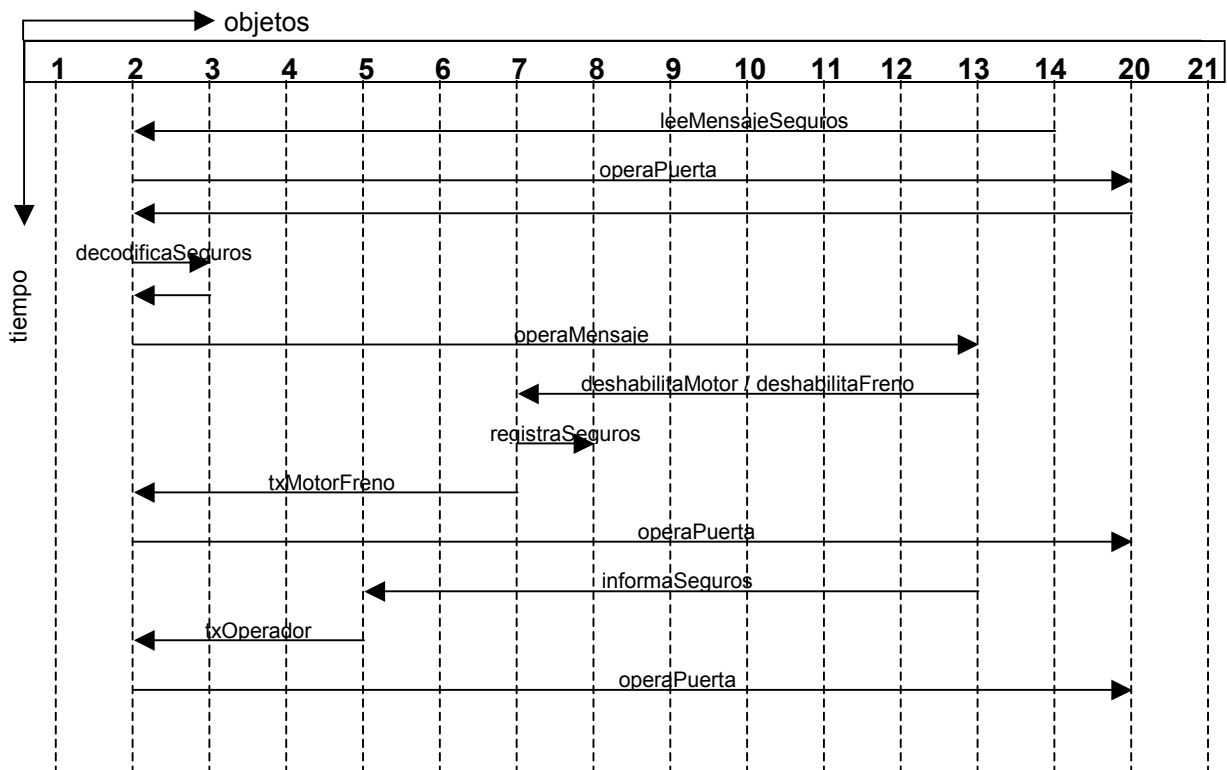 objetos
1 2 3 4 5 6 7 8 9 10 11 12 13 14 20 21
leeMensajeSeguros
operaPuerta
decodificaSeguros
tiempo
operaMensaje
deshabilitaMotor / deshabilitaFreno
registraSeguros
txMotorFreno
operaPuerta
informaSeguros
txOperador
operaPuerta